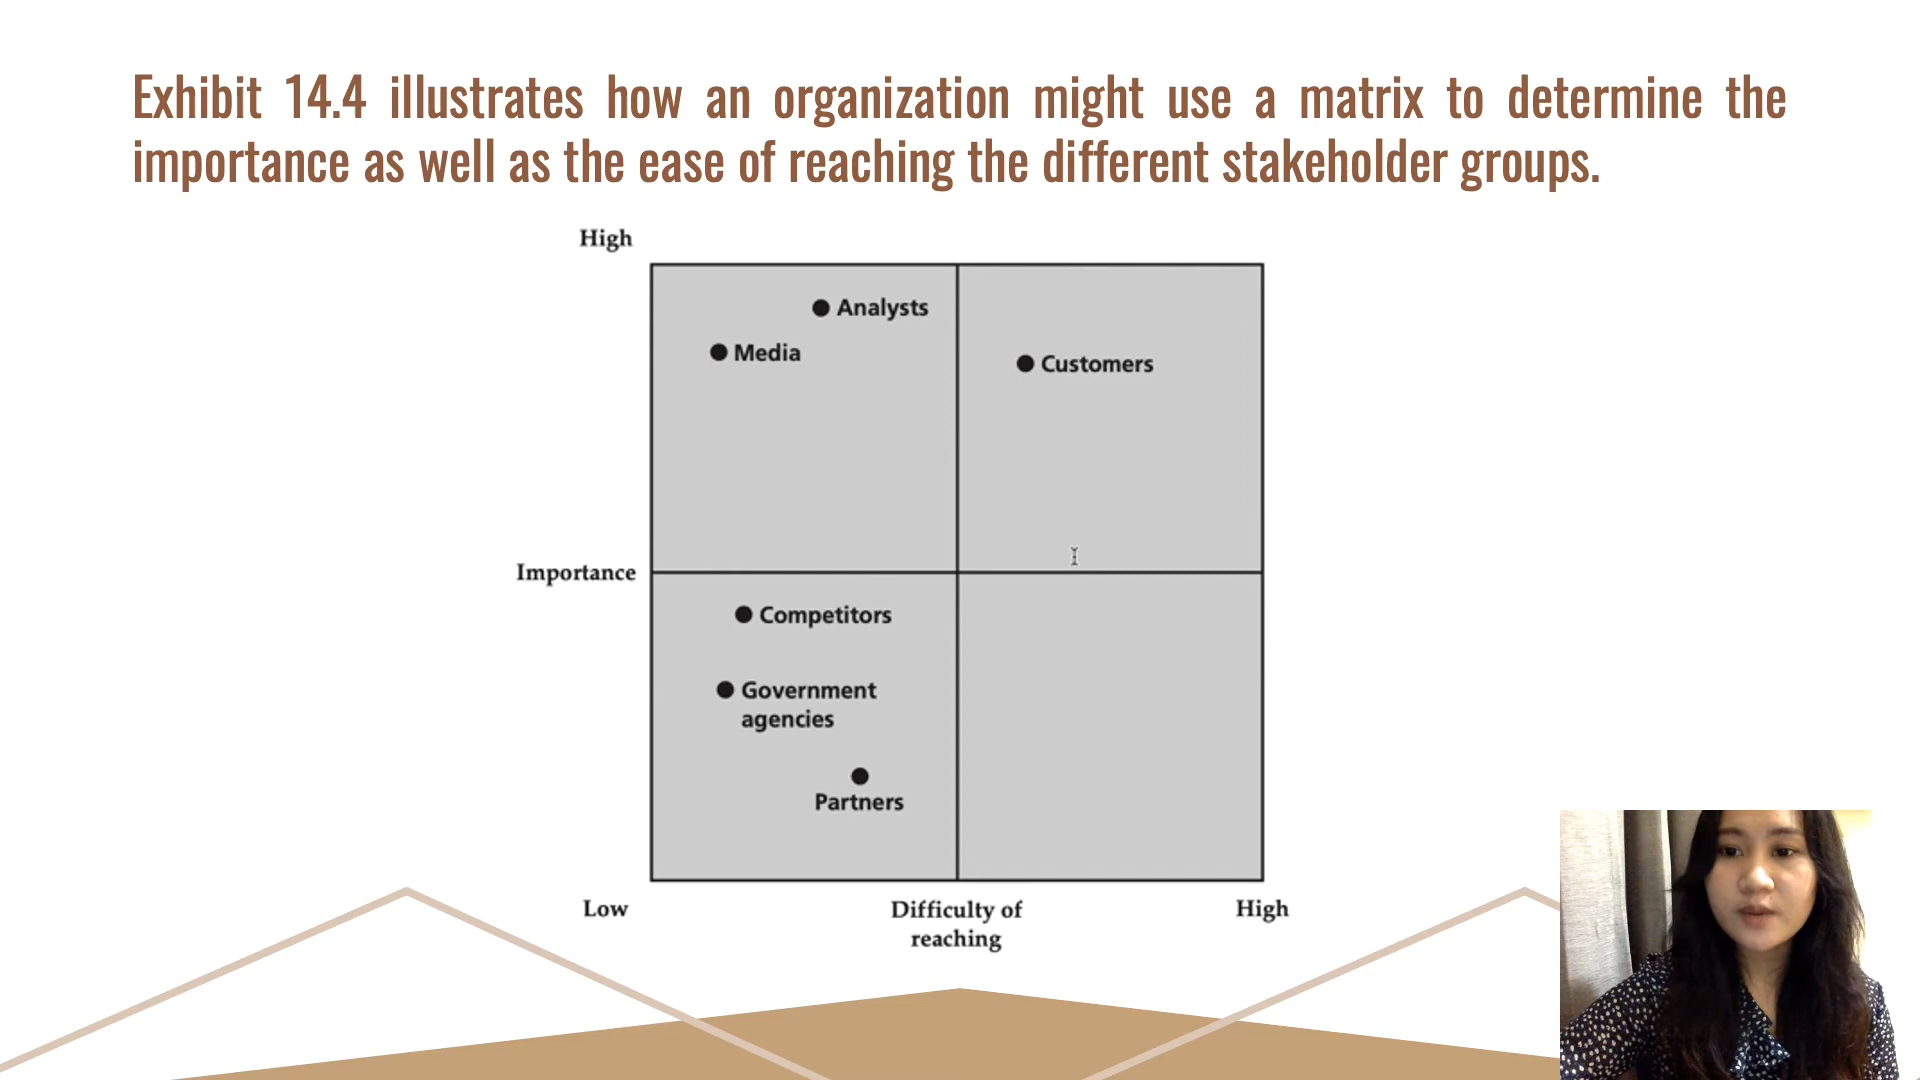 Exhibit 14.4 illustrates how an organization might use a matrix to determine the
importance as well as the ease of reaching the different stakeholder groups.
High
Analysts
Media
Customers
Importance
Competitors
Government
agencies
Partners
Low
Difficulty of
reaching
High